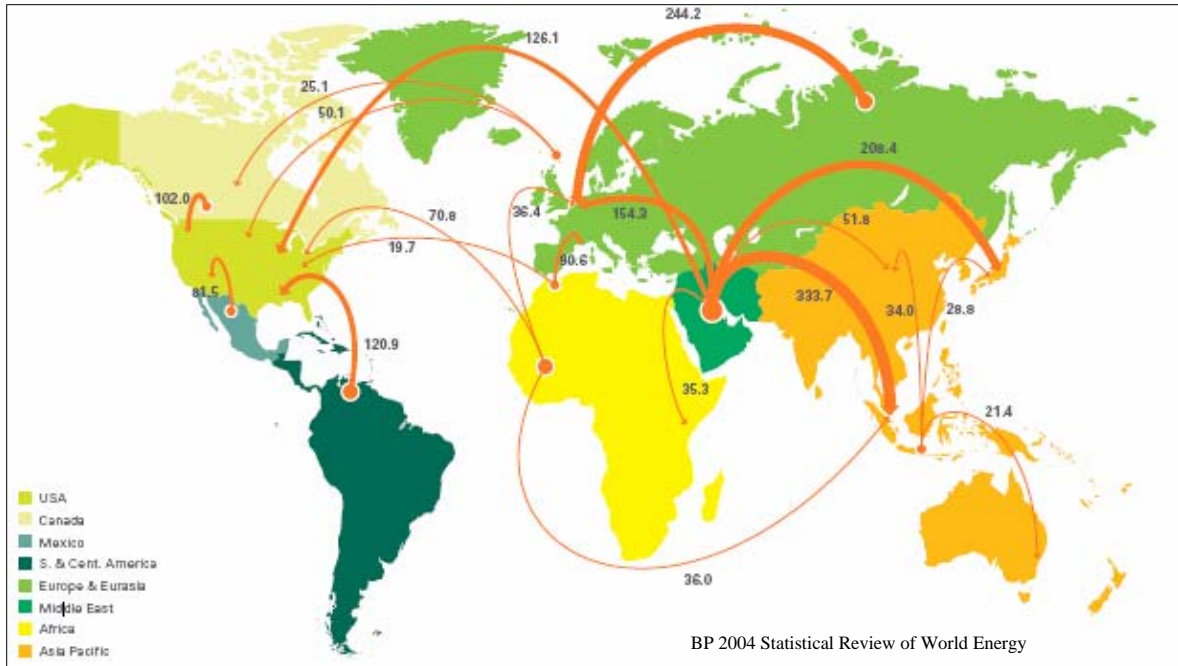 244.2
126.1
25.1
50.1
208.4
102.0
70.8
36.4
154.3
51.8
19.7
90.6
81.5
333.7
34.0
28.8
120.9
35.3
21.4
36.0
USA
Canada
Mexico
S. & Cent. America
Europe & Eurasia
Middle East
Africa
Asia Pacific
BP 2004 Statistical Review of World Energy